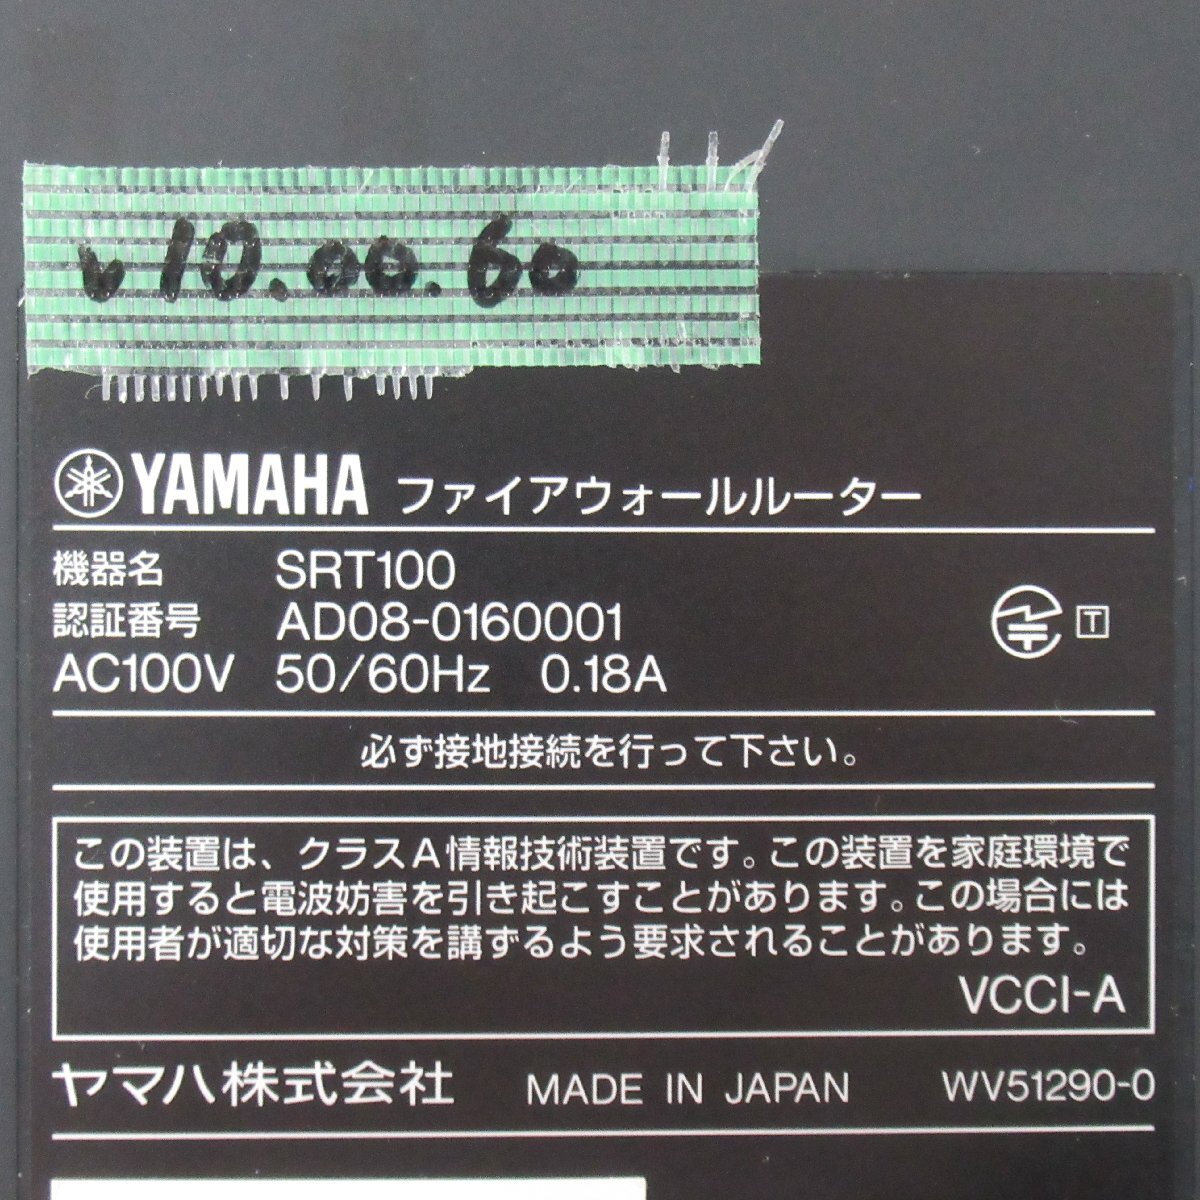 v10.00.60
YAMAHA ファイアウォールルーター
機器名 SRT100
認証番号 AD08-0160001
T
AC100V 50/60Hz 0.18A
必ず接地接続を行って下さい。
この装置は、クラスA情報技術装置です。この装置を家庭環境で
使用すると電波妨害を引き起こすことがあります。この場合には
使用者が適切な対策を講ずるよう要求されることがあります。
VCCI-A
ヤマハ株式会社 MADE IN JAPAN WV51290-0